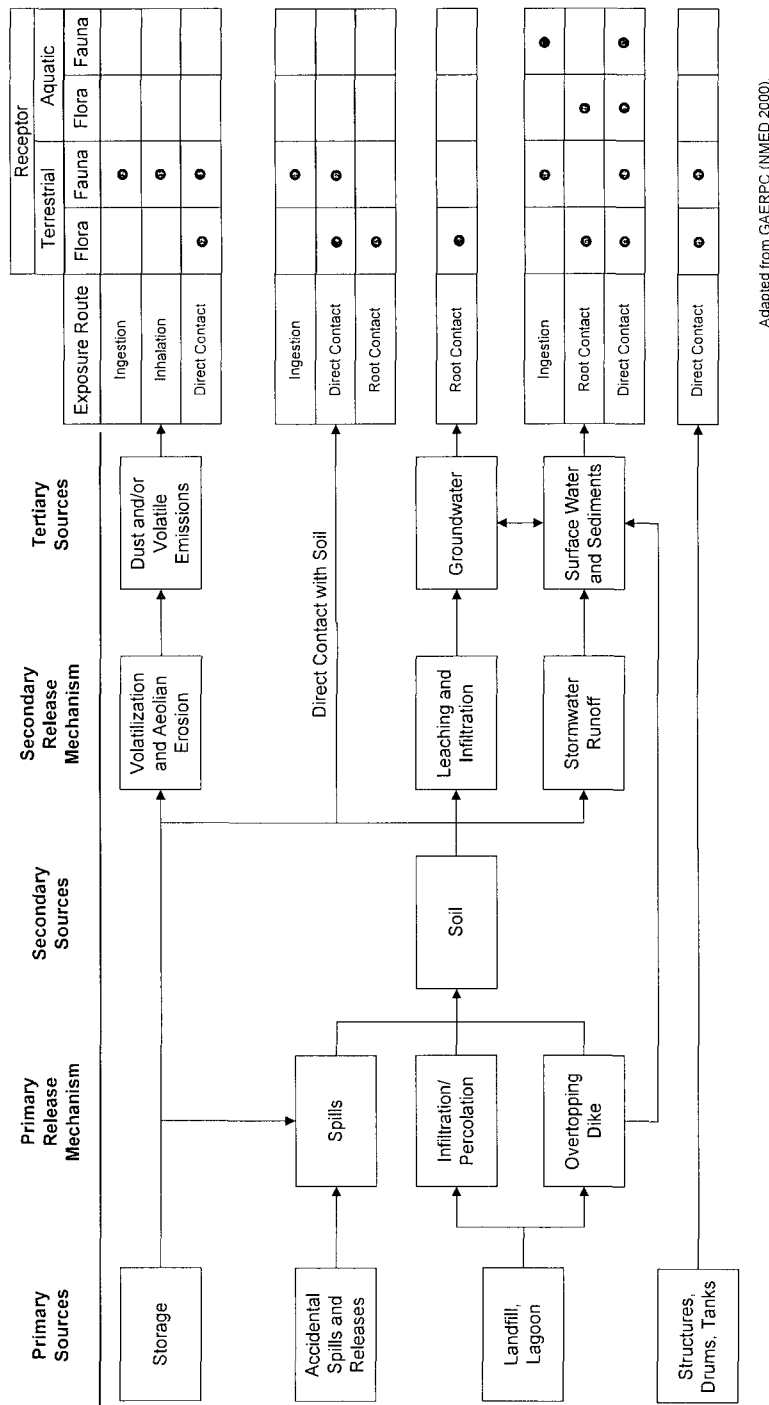 Primary
Sources
Primary
Release
Mechanism
Secondary
Sources
Secondary
Release
Mechanism
Tertiary
Sources
Receptor
Terrestrial
Aquatic
Exposure Route
Flora
Fauna
Flora
Fauna
Storage
Volatilization
and Aeolian
Erosion
Dust and/or
Volatile
Emissions
Ingestion
Inhalation
Direct Contact
Accidental
Spills and
Releases
Spills
Direct Contact with Soil
Ingestion
Direct Contact
Root Contact
Landfill,
Lagoon
Infiltration/
Percolation
Overtopping
Dike
Soil
Leaching and
Infiltration
Groundwater
Root Contact
Stormwater
Runoff
Surface Water
and Sediments
Ingestion
Root Contact
Direct Contact
Structures,
Drums, Tanks
Direct Contact
Adapted from GAERPC (NMED 2000).